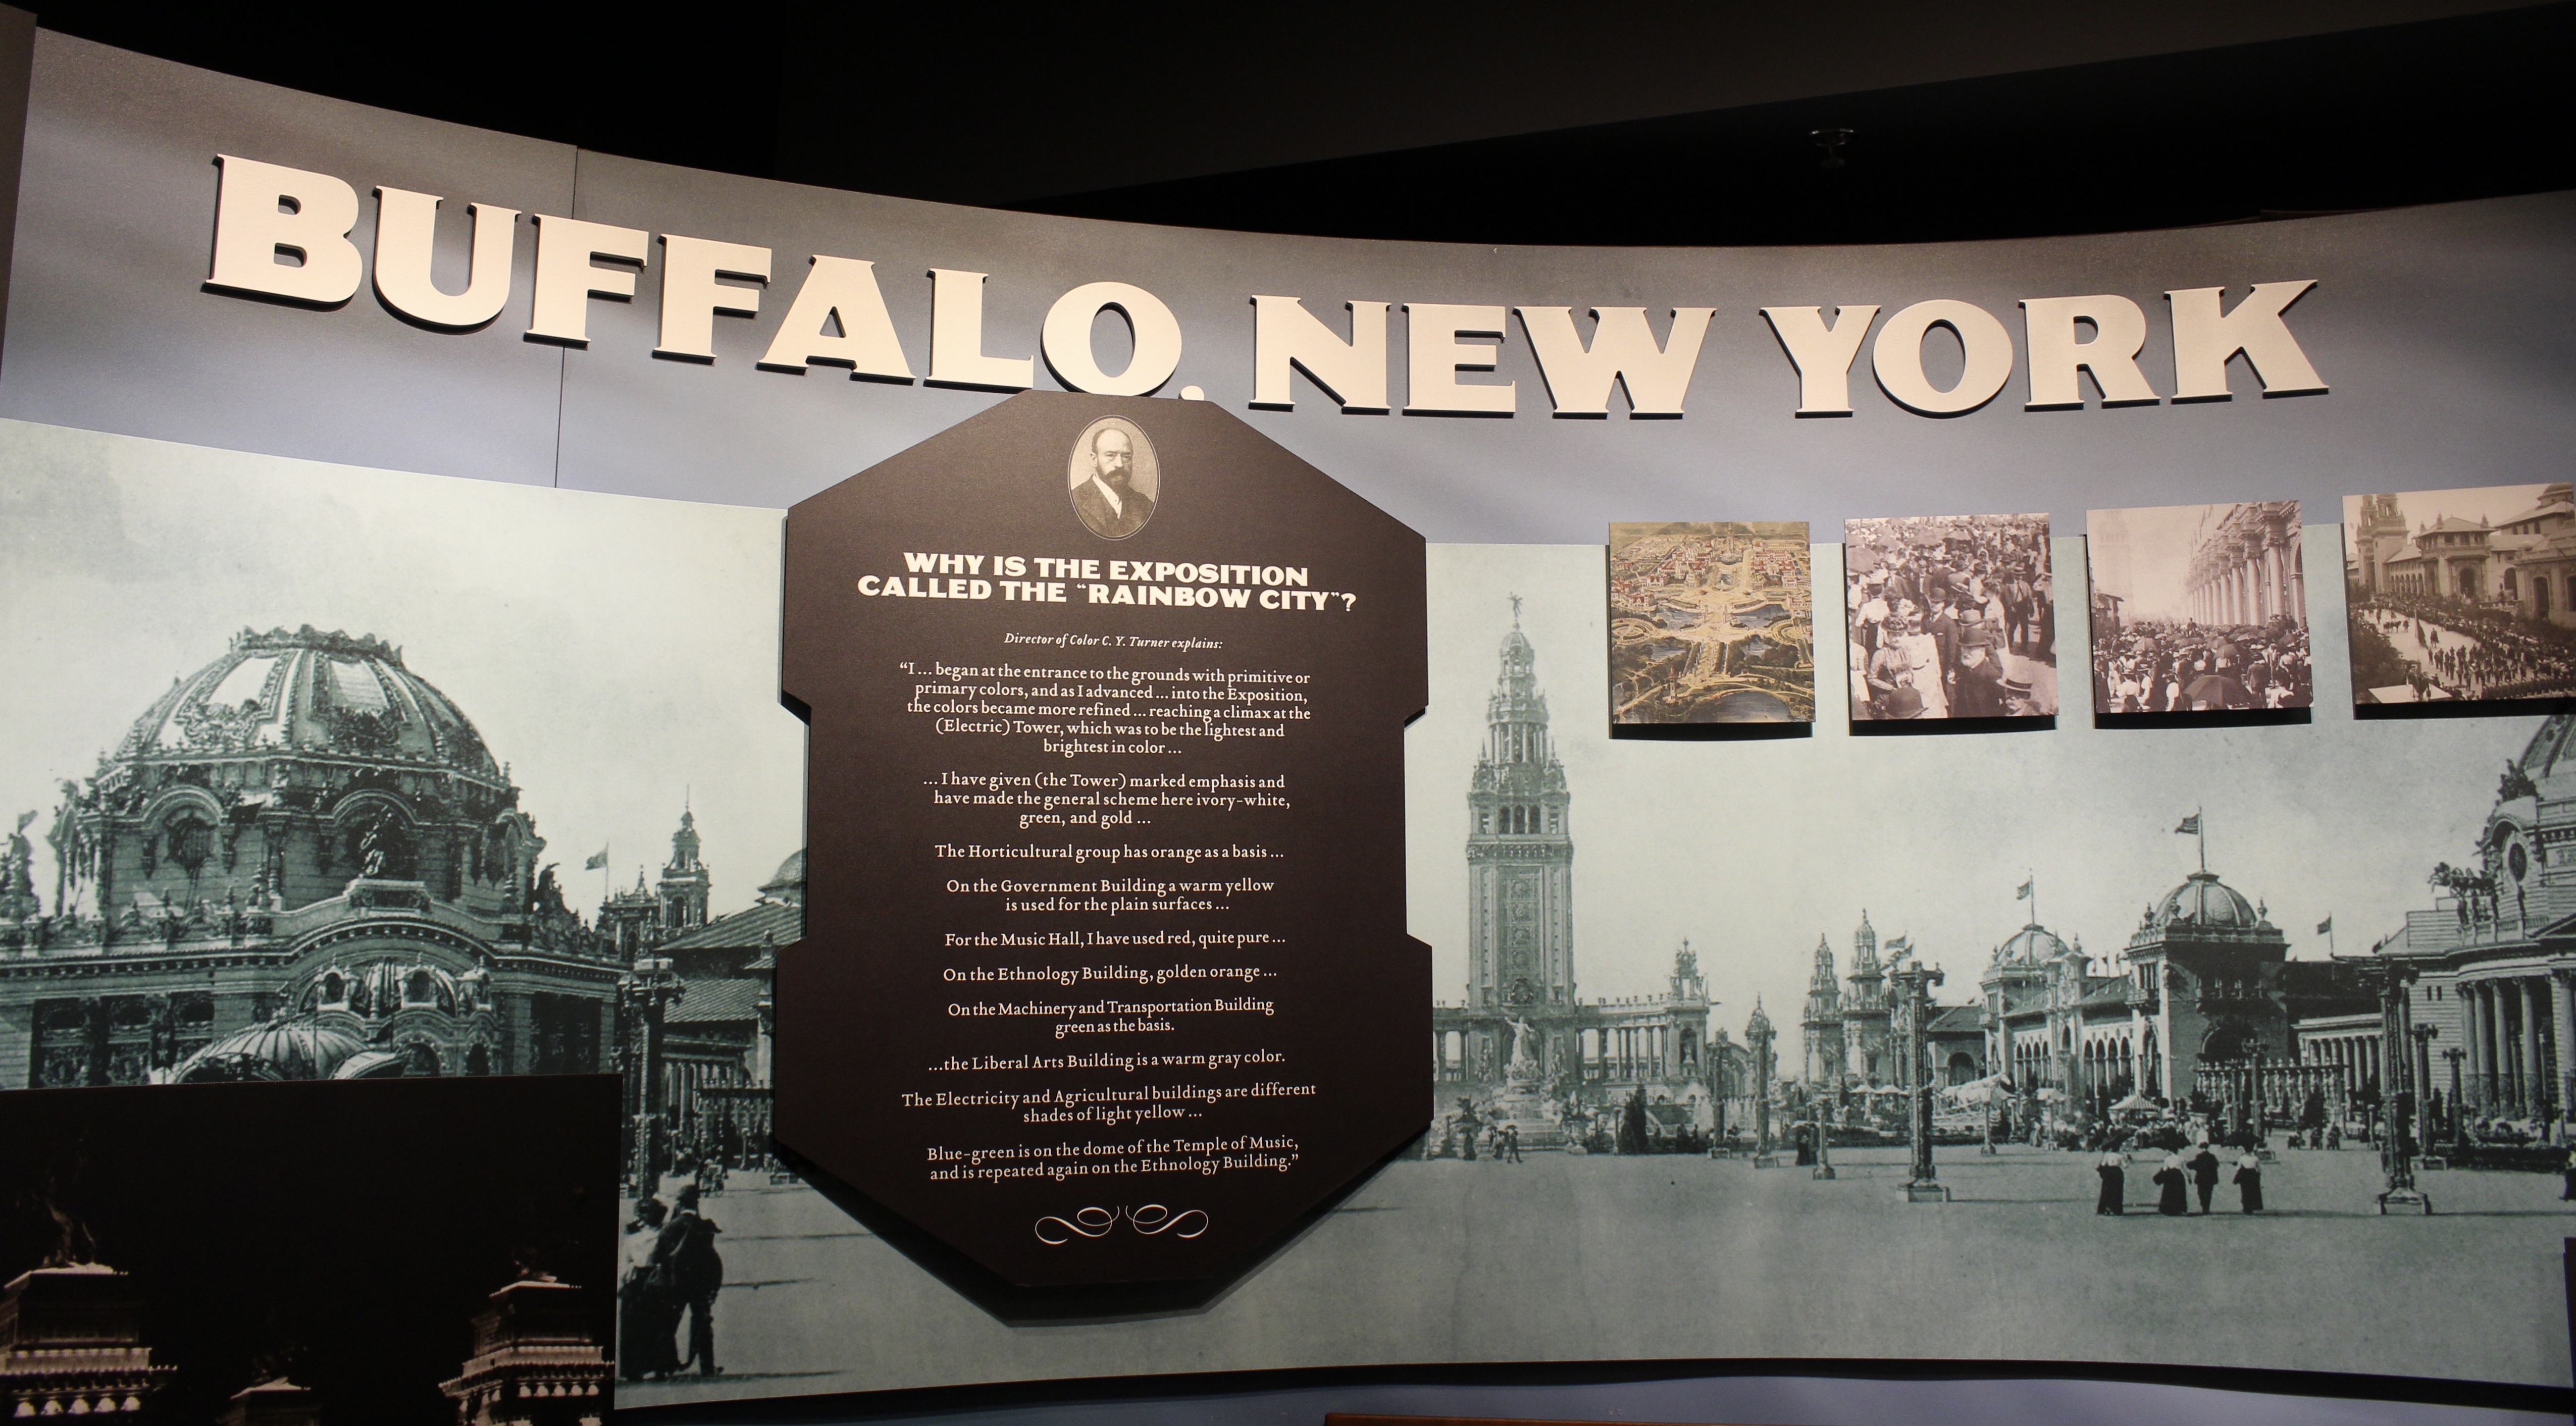 BUFFALO, NEW YORK
WHY IS THE EXPOSITION
CALLED THE "RAINBOW CITY"?
Director of Color C. Y. Turner explains:
“I ... began at the entrance to the grounds with primitive or
primary colors, and as I advanced ... into the Exposition,
the colors became more refined ... reaching a climax at the
(Electric) Tower, which was to be the lightest and
brightest in color ...
... I have given (the Tower) marked emphasis and
have made the general scheme here ivory-white,
green, and gold ...
The Horticultural group has orange as a basis ...
On the Government Building a warm yellow
is used for the plain surfaces ...
For the Music Hall, I have used red, quite pure ...
On the Ethnology Building, golden orange ...
On the Machinery and Transportation Building
green as the basis.
...the Liberal Arts Building is a warm gray color.
The Electricity and Agricultural buildings are different
shades of light yellow ...
Blue-green is on the dome of the Temple of Music,
and is repeated again on the Ethnology Building.”